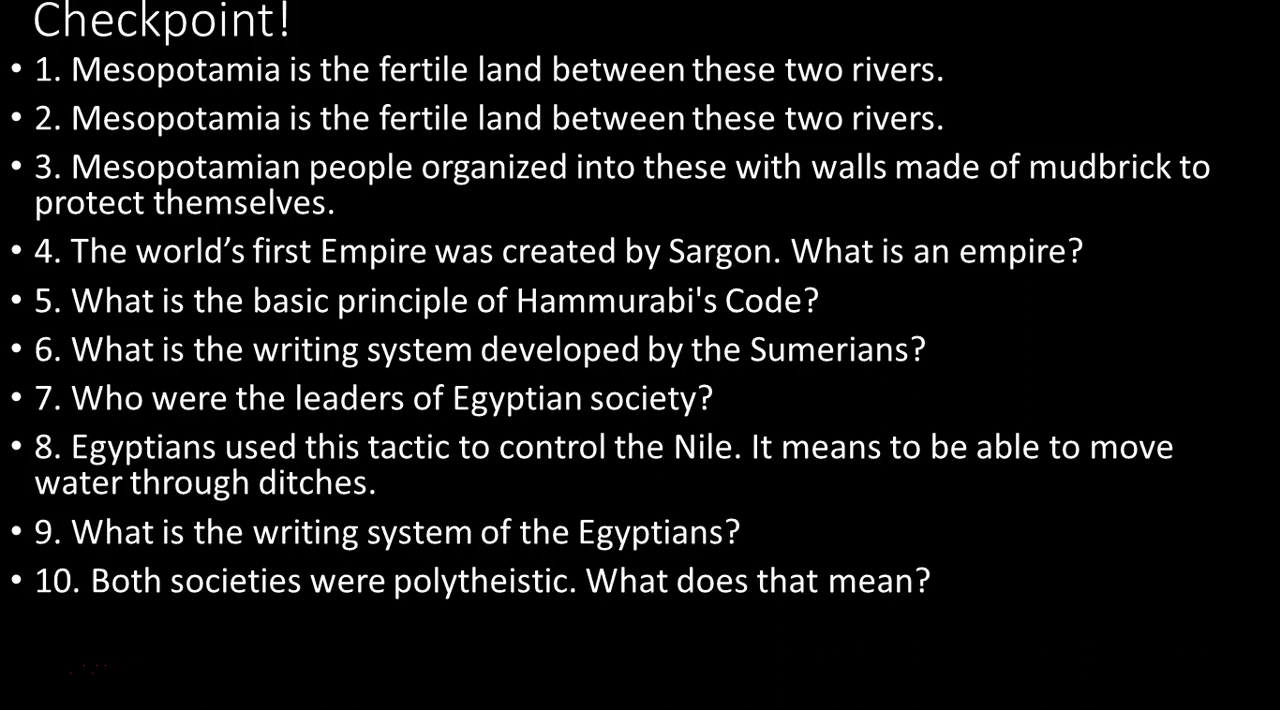 Checkpoint!
• 1. Mesopotamia is the fertile land between these two rivers.
• 2. Mesopotamia is the fertile land between these two rivers.
• 3. Mesopotamian people organized into these with walls made of mudbrick to
protect themselves.
• 4. The world’s first Empire was created by Sargon. What is an empire?
• 5. What is the basic principle of Hammurabi's Code?
• 6. What is the writing system developed by the Sumerians?
• 7. Who were the leaders of Egyptian society?
• 8. Egyptians used this tactic to control the Nile. It means to be able to move
water through ditches.
• 9. What is the writing system of the Egyptians?
• 10. Both societies were polytheistic. What does that mean?